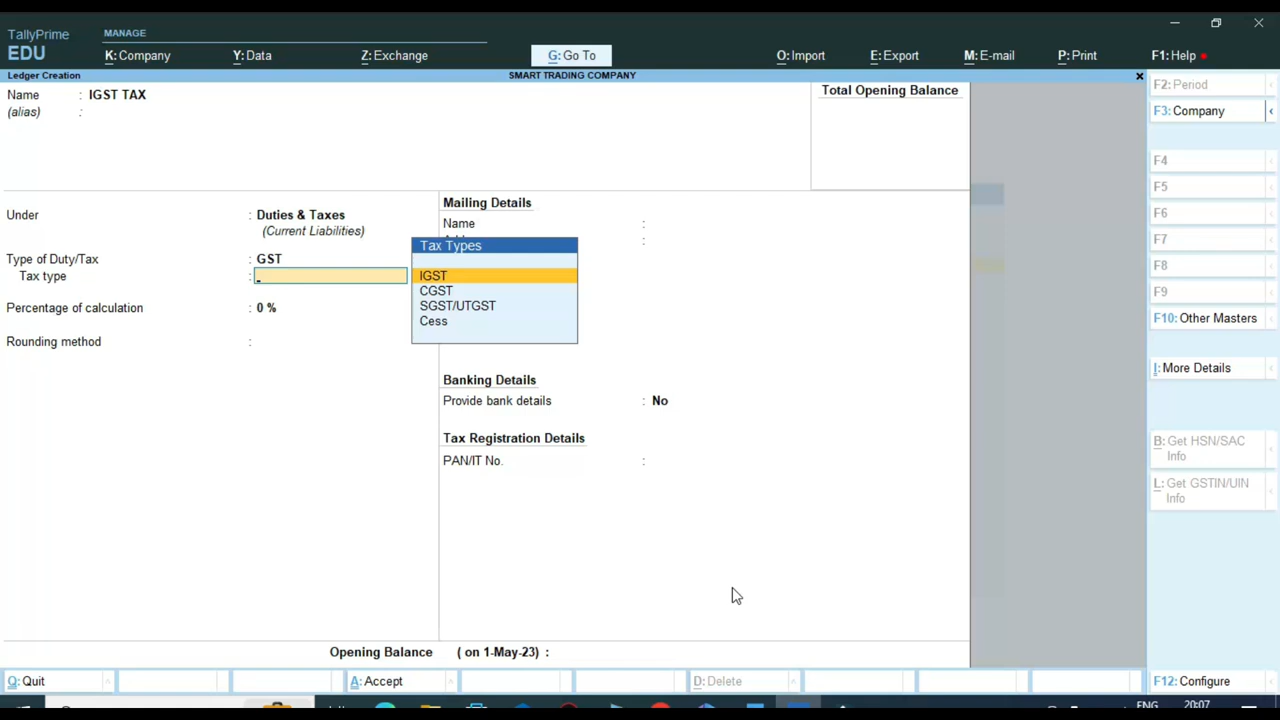 TallyPrime
EDU
MANAGE
K: Company
Y: Data
Z: Exchange
G: Go To
O: Import
E: Export
M: E-mail
P: Print
F1: Help
Ledger Creation
SMART TRADING COMPANY
Name : IGST TAX
(alias) :
Total Opening Balance
Under : Duties & Taxes
(Current Liabilities)
Type of Duty/Tax : GST
Tax type :
Percentage of calculation : 0 %
Rounding method :
Mailing Details
Name :
:
Tax Types
IGST
CGST
SGST/UTGST
Cess
Banking Details
Provide bank details : No
Tax Registration Details
PAN/IT No. :
Opening Balance ( on 1-May-23) :
F2: Period
F3: Company
F4
F5
F6
F7
F8
F9
F10: Other Masters
I: More Details
B: Get HSN/SAC
Info
L: Get GSTIN/UIN
Info
Q: Quit
A: Accept
D: Delete
F12: Configure
ENG
20:07